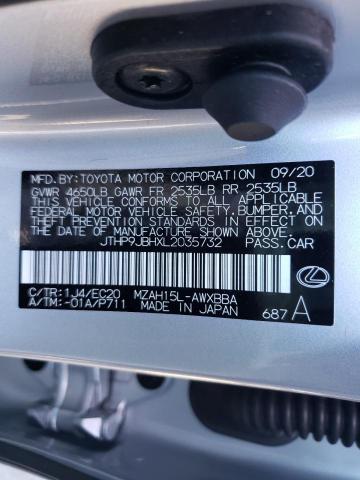 MFD.BY:TOYOTA MOTOR CORPORATION 09/20
GVWR 4650LB GAWR FR 2535LB RR 2535LB
THIS VEHICLE CONFORMS TO ALL APPLICABLE
FEDERAL MOTOR VEHICLE SAFETY, BUMPER, AND
THEFT PREVENTION STANDARDS IN EFFECT ON
THE DATE OF MANUFACTURE SHOWN ABOVE.
JTHP9JBHXL2035732 PASS.CAR
C/TR:1J4/EC20 MZAH15L-AWXBBA
A/TM:-01A/P711 MADE IN JAPAN 687 A